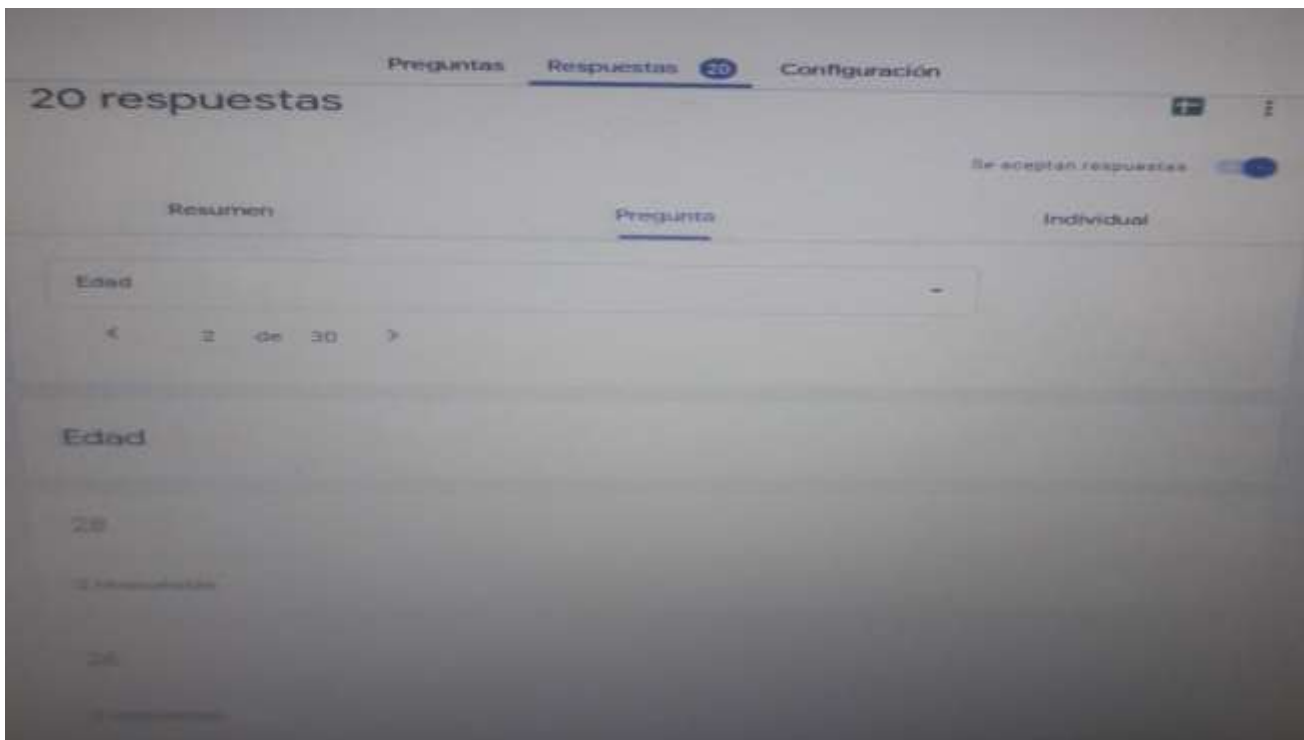 Preguntas Respuestas 20 Configuración
20 respuestas
Se aceptan respuestas
Resumen Pregunta Individual
Edad
< 2 de 30 >
Edad
28
26